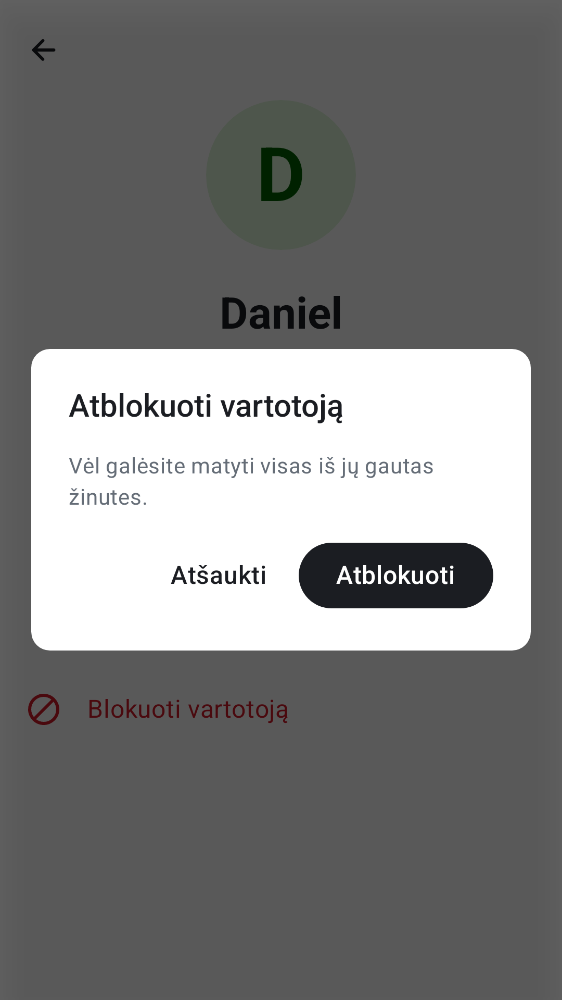 D
Daniel
Atblokuoti vartotoją
Vėl galėsite matyti visas iš jų gautas
žinutes.
Atšaukti
Atblokuoti
Blokuoti vartotoją